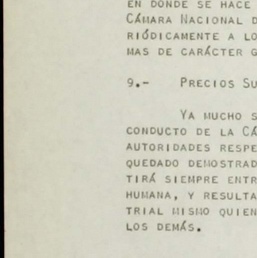 EN DONDE SE HACE
CÁMARA NACIONAL D
RIÓDICAMENTE A LO
MAS DE CARÁCTER G
9.- PRECIOS SU
YA MUCHO S
CONDUCTO DE LA CÁ
AUTORIDADES RESPE
QUEDADO DEMOSTRAD
TIRÁ SIEMPRE ENTR
HUMANA, Y RESULTA
TRIAL MISMO QUIEN
LOS DEMÁS.